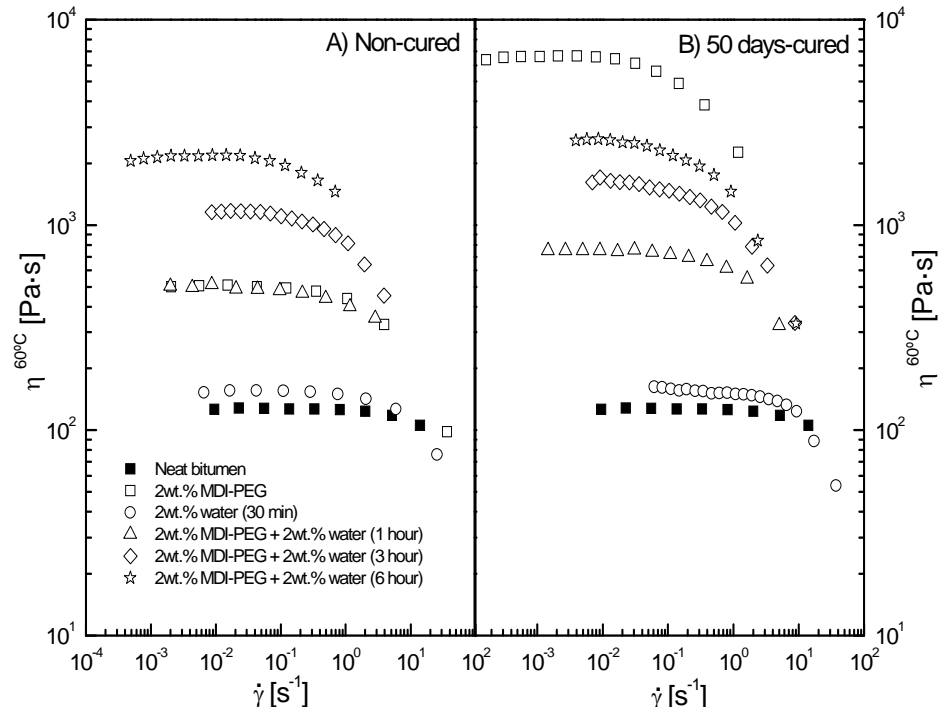 A) Non-cured
B) 50 days-cured
10⁴
10³
10²
10¹
η 60ºC [Pa·s]
Neat bitumen
2wt.% MDI-PEG
2wt.% water (30 min)
2wt.% MDI-PEG + 2wt.% water (1 hour)
2wt.% MDI-PEG + 2wt.% water (3 hour)
2wt.% MDI-PEG + 2wt.% water (6 hour)
10⁴
10³
10²
10¹
η 60ºC [Pa·s]
10⁻⁴ 10⁻³ 10⁻² 10⁻¹ 10⁰ 10¹ 10²
10⁻³ 10⁻² 10⁻¹ 10⁰ 10¹ 10²
γ̇ [s⁻¹]
γ̇ [s⁻¹]